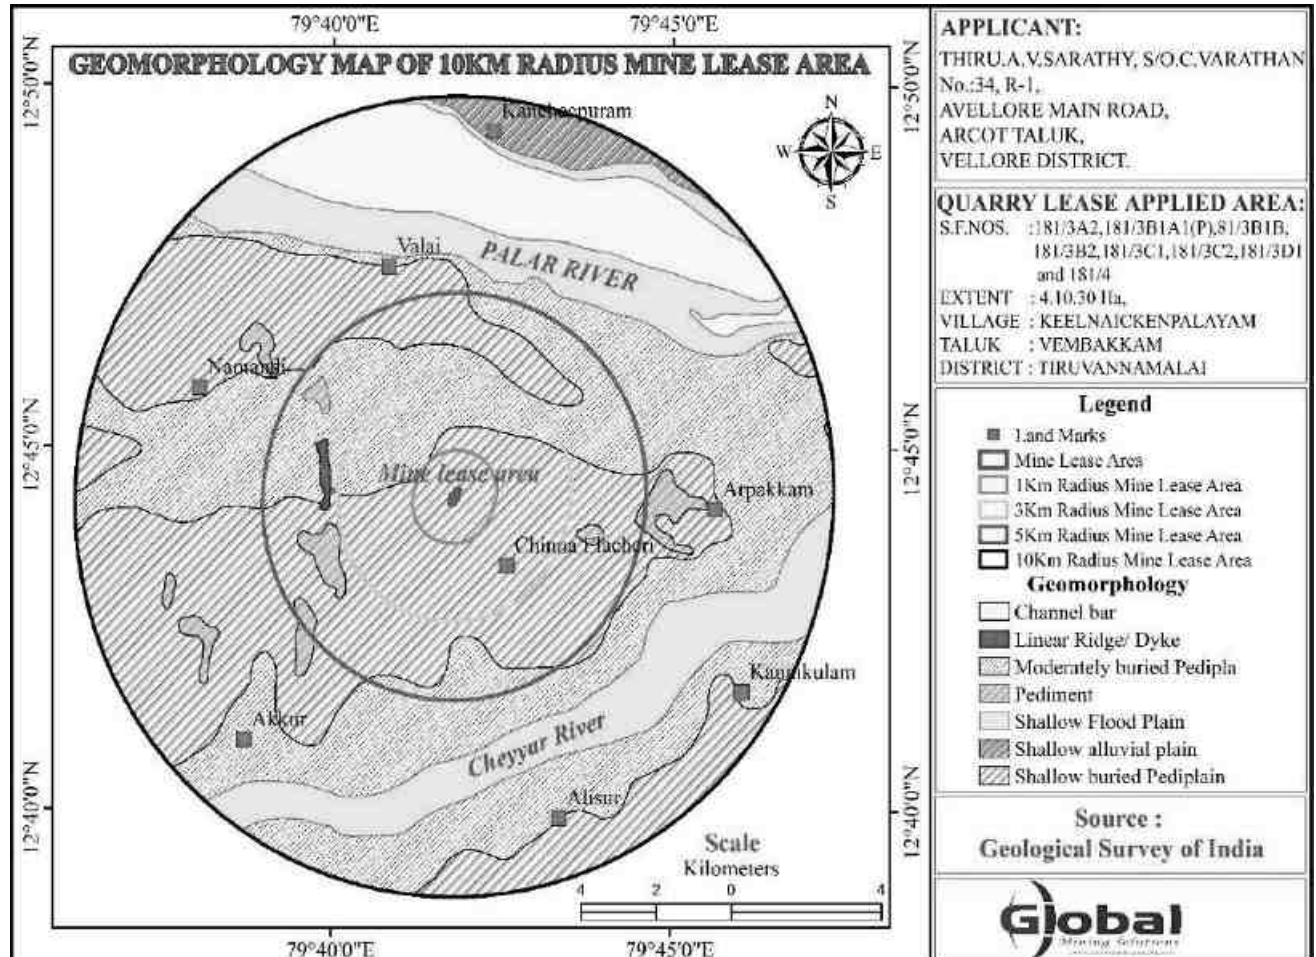 79°40'0"E
79°45'0"E
GEOMORPHOLOGY MAP OF 10KM RADIUS MINE LEASE AREA
12°50'0"N
12°50'0"N
Kancheepuram
N
W
E
S
Valai
PALAR RIVER
Namandi
12°45'0"N
12°45'0"N
Mine lease area
Arpakkam
Chinna Elacheri
Kannikulam
Akkur
Cheyyar River
Alisur
12°40'0"N
12°40'0"N
Scale
Kilometers
4 2 0 4
79°40'0"E
79°45'0"E
APPLICANT:
THIRU.A.V.SARATHY, S/O.C.VARATHAN
No.:34, R-1,
AVELLORE MAIN ROAD,
ARCOT TALUK,
VELLORE DISTRICT.
QUARRY LEASE APPLIED AREA:
S.F.NOS. :181/3A2,181/3B1A1(P),81/3B1B,
181/3B2,181/3C1,181/3C2,181/3D1
and 181/4
EXTENT : 4.10.30 Ha,
VILLAGE : KEELNAICKENPALAYAM
TALUK : VEMBAKKAM
DISTRICT : TIRUVANNAMALAI
Legend
Land Marks
Mine Lease Area
1Km Radius Mine Lease Area
3Km Radius Mine Lease Area
5Km Radius Mine Lease Area
10Km Radius Mine Lease Area
Geomorphology
Channel bar
Linear Ridge/ Dyke
Moderately buried Pedipla
Pediment
Shallow Flood Plain
Shallow alluvial plain
Shallow buried Pediplain
Source :
Geological Survey of India
Global
Mining Solutions